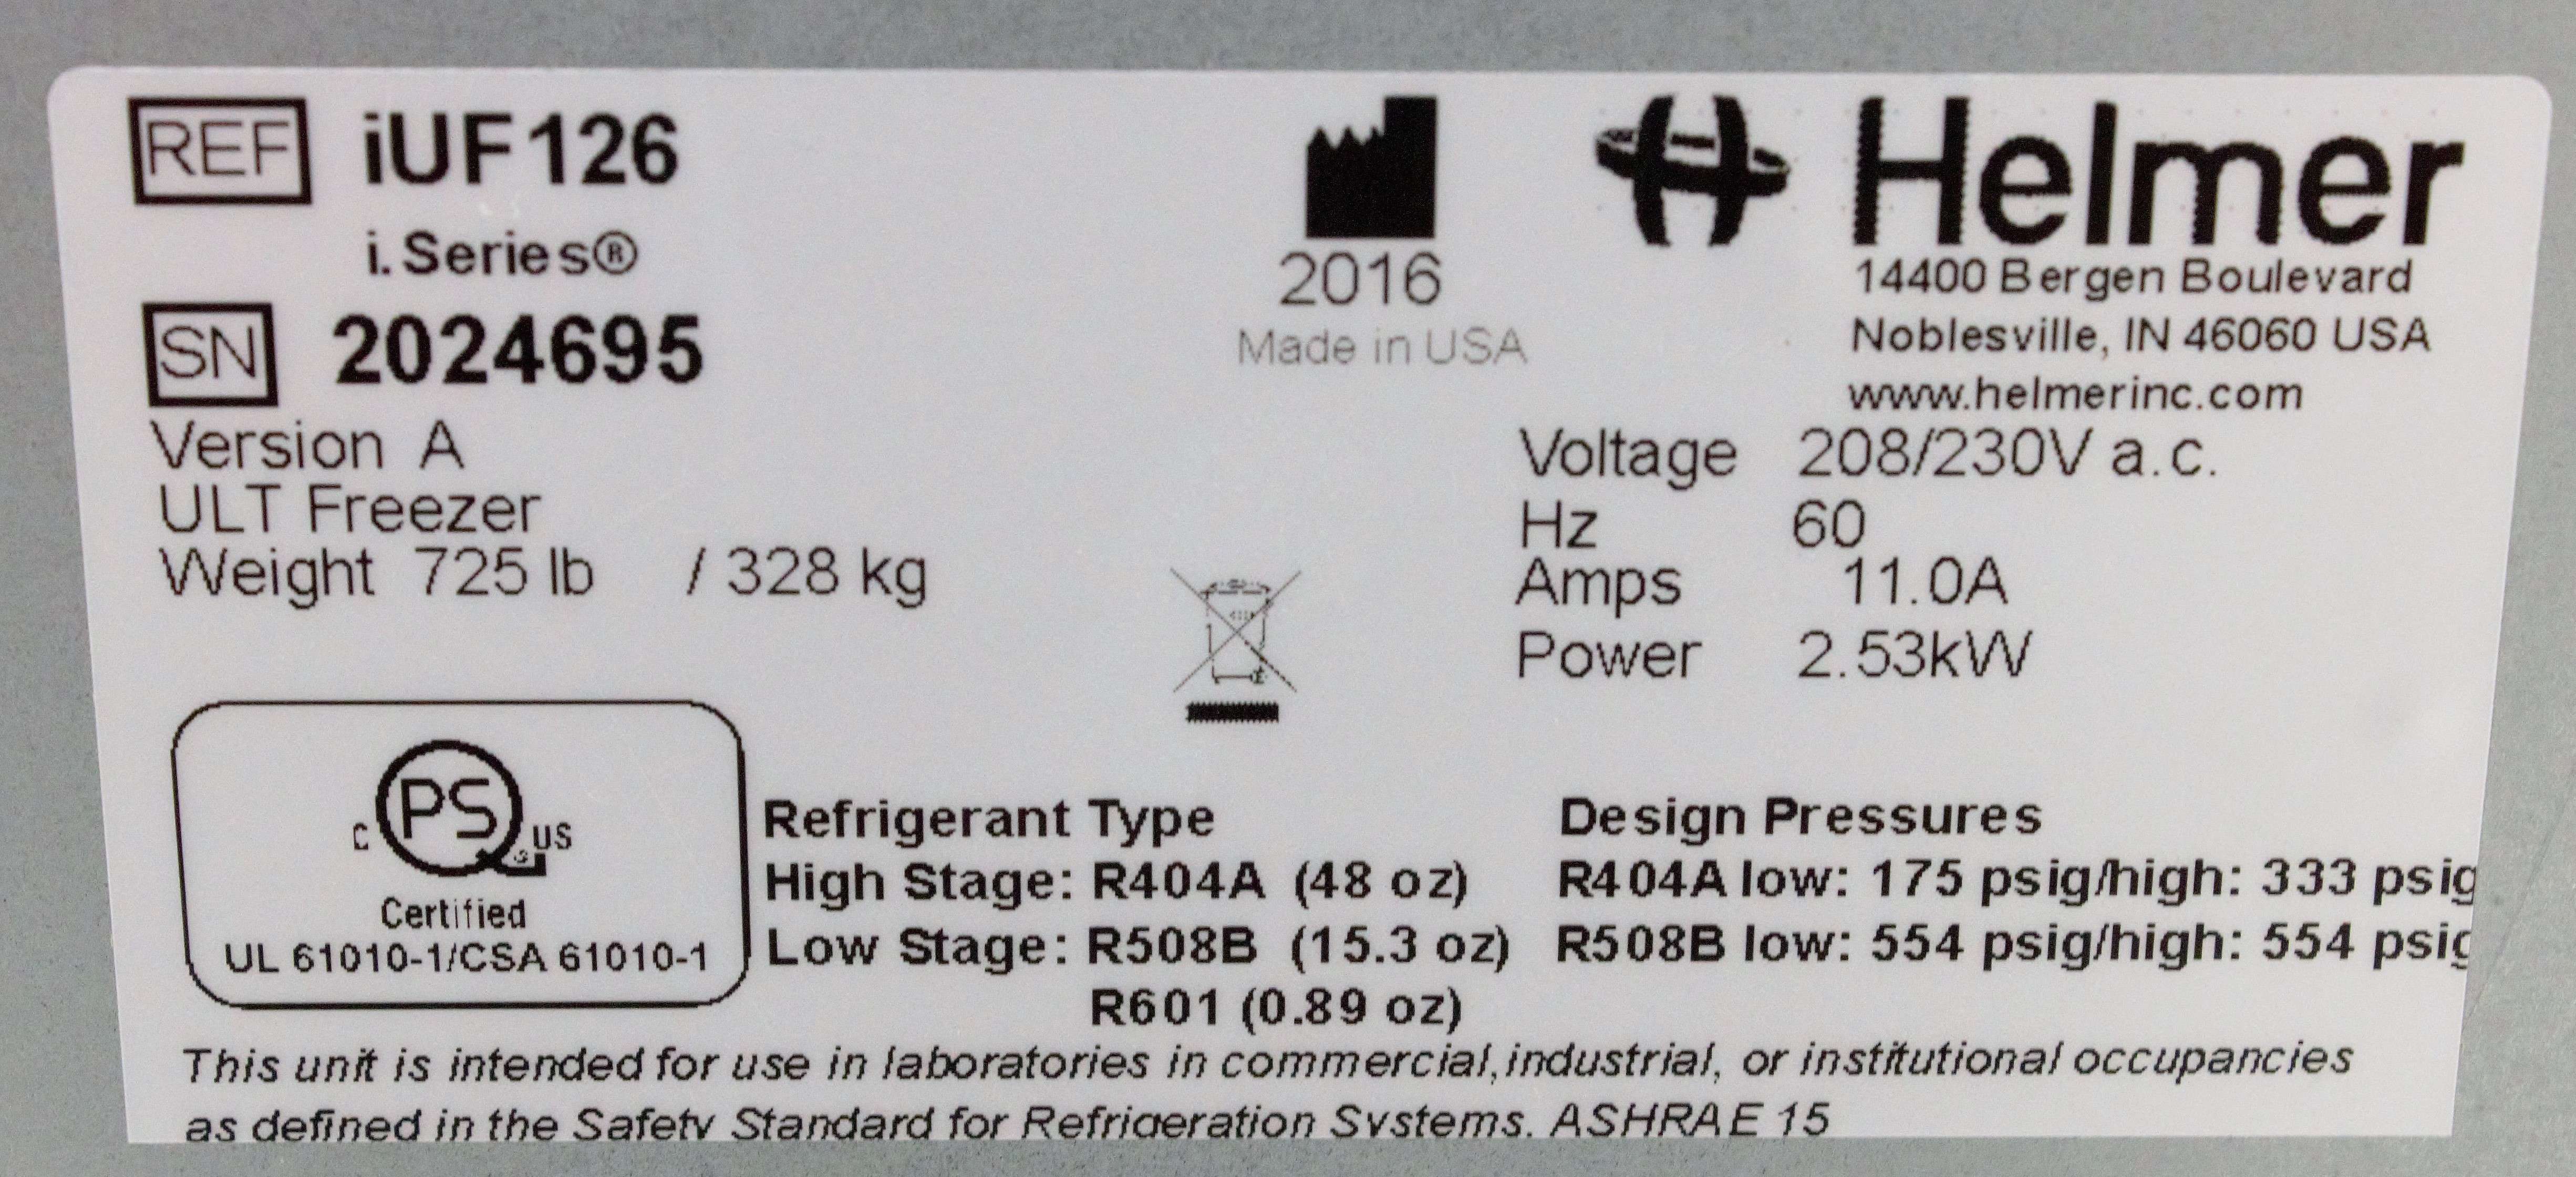 REF iUF126
i.Series®
SN 2024695
Version A
ULT Freezer
Weight 725 lb / 328 kg
2016
Made in USA
Helmer
14400 Bergen Boulevard
Noblesville, IN 46060 USA
www.helmerinc.com
Voltage 208/230V a.c.
Hz 60
Amps 11.0A
Power 2.53kW
C PS US
Certified
UL 61010-1/CSA 61010-1
Refrigerant Type
High Stage: R404A (48 oz)
Low Stage: R508B (15.3 oz)
R601 (0.89 oz)
Design Pressures
R404A low: 175 psig/high: 333 psig
R508B low: 554 psig/high: 554 psig
This unit is intended for use in laboratories in commercial, industrial, or institutional occupancies
as defined in the Safety Standard for Refrigeration Systems. ASHRAE 15